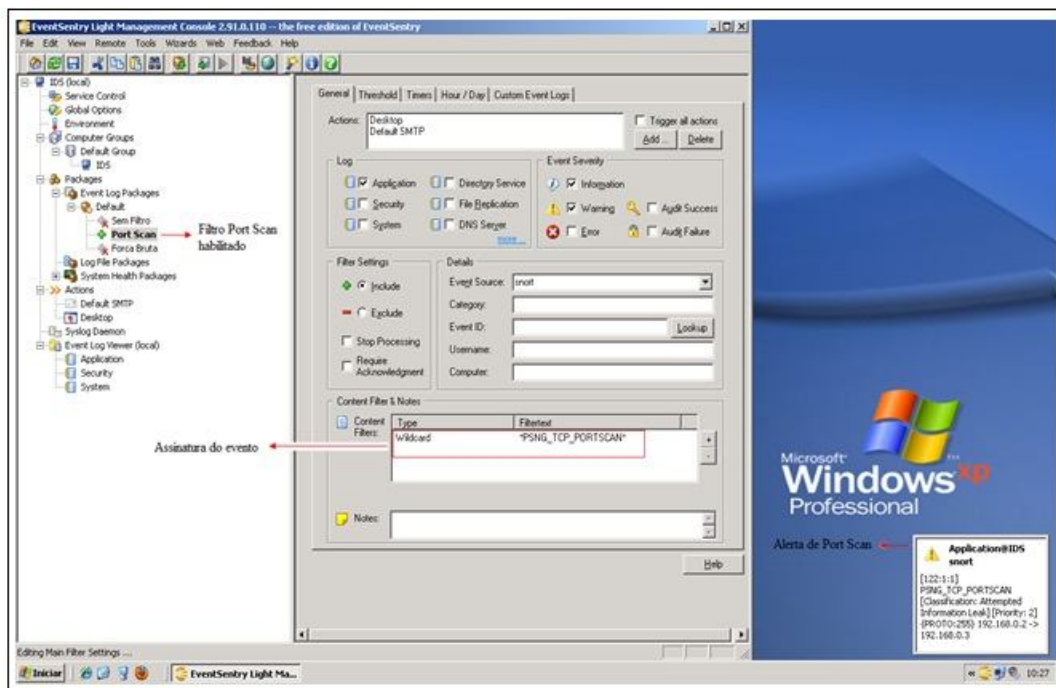 EventSentry Light Management Console 2.91.0.110 -- the free edition of EventSentry
File Edit View Remote Tools Wizards Web Feedback Help
IDS (local)
Service Control
Global Options
Environment
Computer Groups
Default Group
IDS
Packages
Event Log Packages
Default
Sem Filtro
Port Scan
Forca Bruta
Log File Packages
System Health Packages
Actions
Default SMTP
Desktop
Syslog Daemon
Event Log Viewer (local)
Application
Security
System
Filtro Port Scan
habilitado
Assinatura do evento
General Threshold Timers Hour / Day Custom Event Logs
Actions:
Desktop
Default SMTP
Trigger all actions
Add ... Delete
Log
Application Directory Service
Security File Replication
System DNS Server
more ...
Event Severity
Information
Warning Audit Success
Error Audit Failure
Filter Settings
Include
Exclude
Stop Processing
Require
Acknowledgment
Details
Event Source: snort
Category:
Event ID: Lookup
Username:
Computer:
Content Filter & Notes
Content
Filters:
Type Filtertext
Wildcard *PSNG_TCP_PORTSCAN*
+
-
Notes:
Help
Microsoft
Windows xp
Professional
Alerta de Port Scan
Application@IDS
snort
[122:1:1]
PSNG_TCP_PORTSCAN
[Classification: Attempted
Information Leak] [Priority: 2]
{PROTO:255} 192.168.0.2 ->
192.168.0.3
Editing Main Filter Settings ...
Iniciar EventSentry Light Ma... 10:27